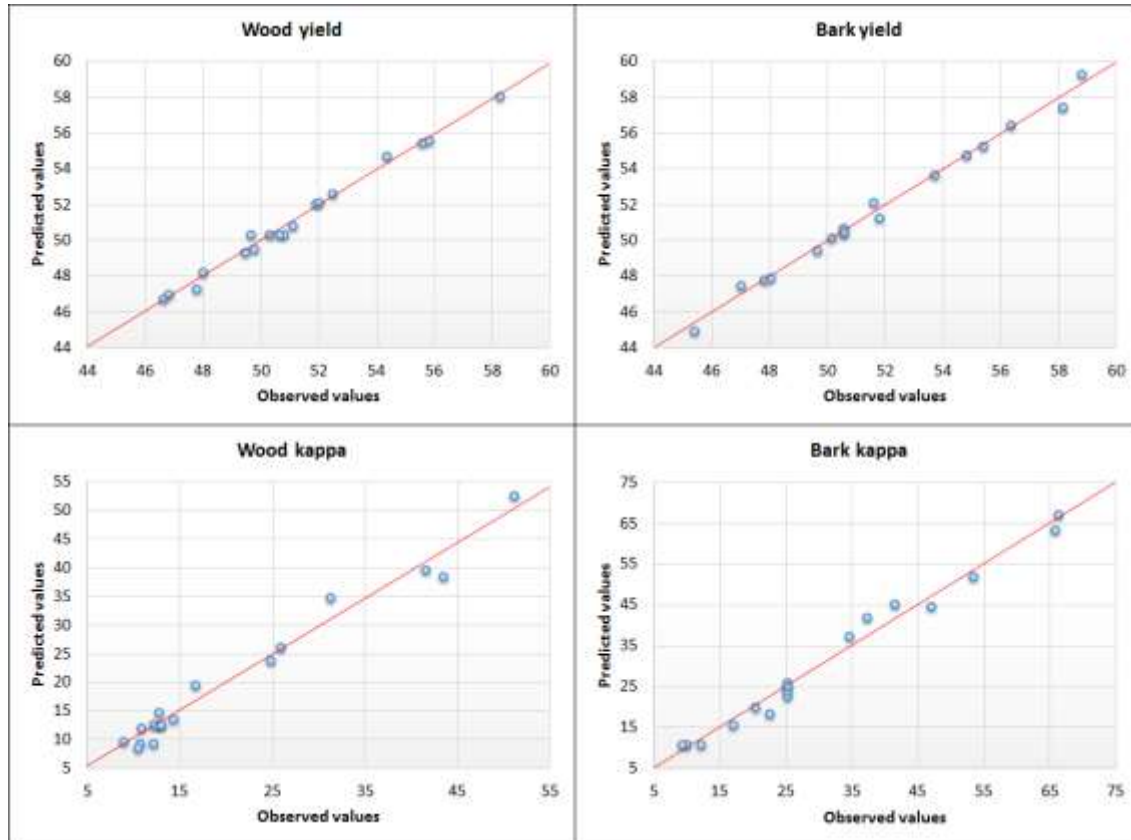 Wood yield
Predicted values
60
58
56
54
52
50
48
46
44
44 46 48 50 52 54 56 58 60
Observed values
Bark yield
Predicted values
60
58
56
54
52
50
48
46
44
44 46 48 50 52 54 56 58 60
Observed values
Wood kappa
Predicted values
55
50
45
40
35
30
25
20
15
10
5
5 15 25 35 45 55
Observed values
Bark kappa
Predicted values
75
65
55
45
35
25
15
5
5 15 25 35 45 55 65 75
Observed values